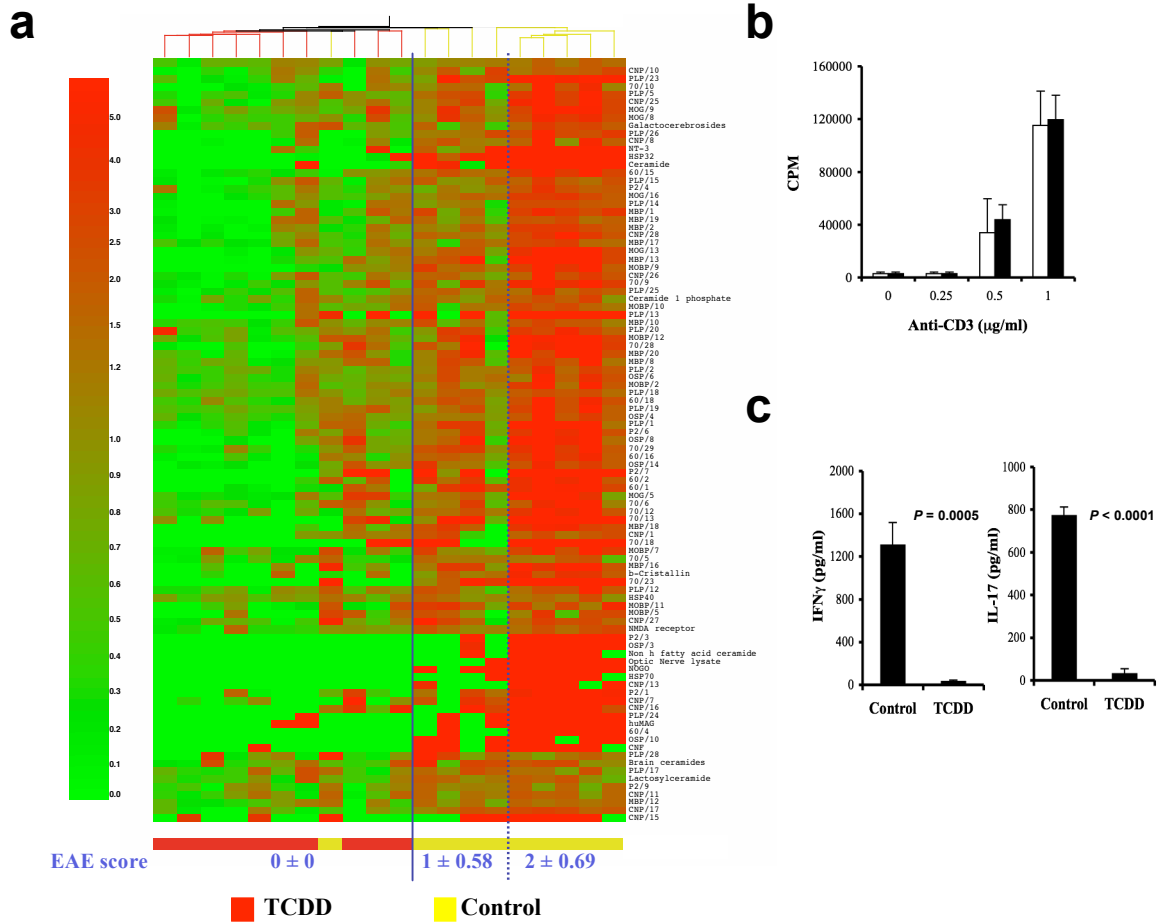 a
5.0
4.0
3.0
2.5
2.0
1.5
1.2
1.0
0.9
0.8
0.7
0.6
0.5
0.4
0.3
0.2
0.1
0.0
CNP/10
PLP/23
70/10
PLP/5
CNP/25
MOG/9
MOG/8
Galactocerebrosides
PLP/26
CNP/8
NT-3
HSP32
Ceramide
60/15
PLP/15
P2/4
MOG/16
PLP/14
MBP/1
MBP/19
MBP/2
CNP/28
MBP/17
MOG/13
MBP/13
MOBP/9
CNP/26
70/9
PLP/25
Ceramide 1 phosphate
MOBP/10
PLP/13
MBP/10
PLP/20
MOBP/12
70/28
MBP/20
MBP/8
PLP/2
OSP/6
MOBP/2
PLP/18
60/18
PLP/19
OSP/4
PLP/1
P2/6
OSP/8
70/29
60/16
OSP/14
P2/7
60/2
60/1
MOG/5
70/6
70/12
70/13
MBP/18
CNP/1
70/18
MOBP/7
70/5
MBP/16
b-Cristallin
70/23
PLP/12
HSP40
MOBP/11
MOBP/5
CNP/27
NMDA receptor
P2/3
OSP/3
Non h fatty acid ceramide
Optic Nerve lysate
NOGO
HSP70
CNP/13
P2/1
CNP/7
CNP/16
PLP/24
huMAG
60/4
OSP/10
CNF
PLP/28
Brain ceramides
PLP/17
Lactosylceramide
P2/9
CNP/11
MBP/12
CNP/17
CNP/15
EAE score 0 ± 0 1 ± 0.58 2 ± 0.69
TCDD Control
b
160000
120000
80000
40000
0
CPM
0 0.25 0.5 1
Anti-CD3 (µg/ml)
c
2000
1600
1200
800
400
0
IFNγ (pg/ml)
P = 0.0005
Control TCDD
1000
800
600
400
200
0
IL-17 (pg/ml)
P < 0.0001
Control TCDD